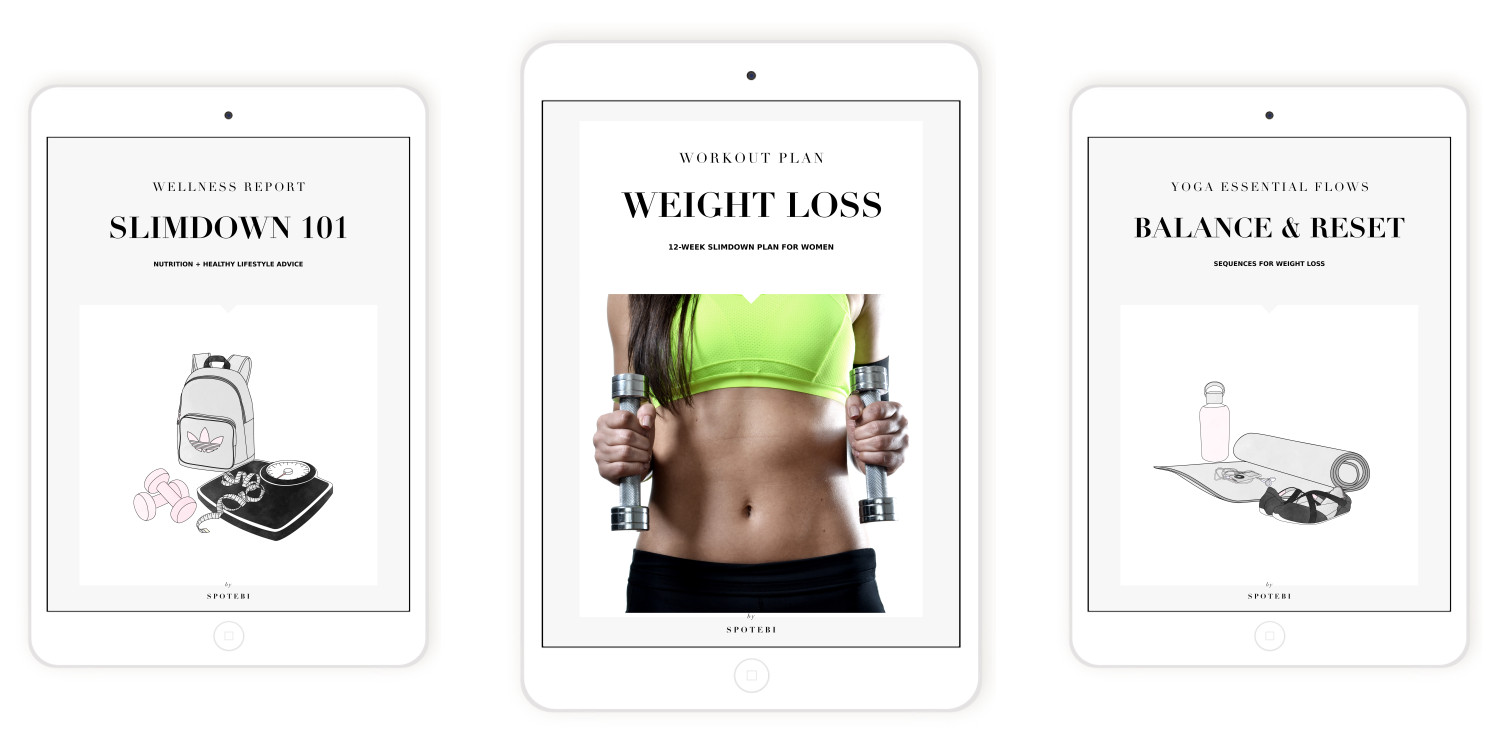 WELLNESS REPORT
SLIMDOWN 101
NUTRITION + HEALTHY LIFESTYLE ADVICE
by
SPOTEBI
WORKOUT PLAN
WEIGHT LOSS
12-WEEK SLIMDOWN PLAN FOR WOMEN
by
SPOTEBI
YOGA ESSENTIAL FLOWS
BALANCE & RESET
SEQUENCES FOR WEIGHT LOSS
by
SPOTEBI